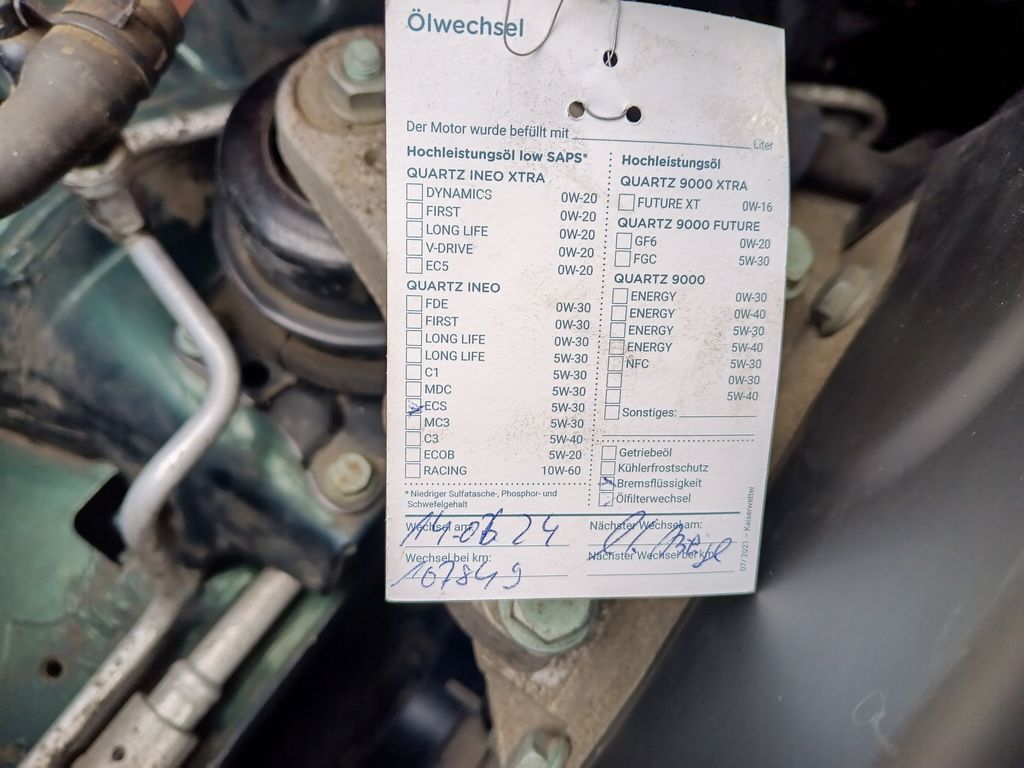 Ölwechsel
Der Motor wurde befüllt mit Liter
Hochleistungsöl low SAPS*
QUARTZ INEO XTRA
DYNAMICS 0W-20
FIRST 0W-20
LONG LIFE 0W-20
V-DRIVE 0W-20
EC5 0W-20
QUARTZ INEO
FDE 0W-30
FIRST 0W-30
LONG LIFE 0W-30
LONG LIFE 5W-30
C1 5W-30
MDC 5W-30
ECS 5W-30
MC3 5W-30
C3 5W-40
ECOB 5W-20
RACING 10W-60
* Niedriger Sulfatasche-, Phosphor- und
Schwefelgehalt
Hochleistungsöl
QUARTZ 9000 XTRA
FUTURE XT 0W-16
QUARTZ 9000 FUTURE
GF6 0W-20
FGC 5W-30
QUARTZ 9000
ENERGY 0W-30
ENERGY 0W-40
ENERGY 5W-30
ENERGY 5W-40
NFC 5W-30
0W-30
5W-40
Sonstiges:
Getriebeöl
Kühlerfrostschutz
Bremsflüssigkeit
Ölfilterwechsel
Wechsel am: 14.06.24
Nächster Wechsel am:
Wechsel bei km: 107849
Nächster Wechsel bei km:
07/2021 – Kaiserwetter